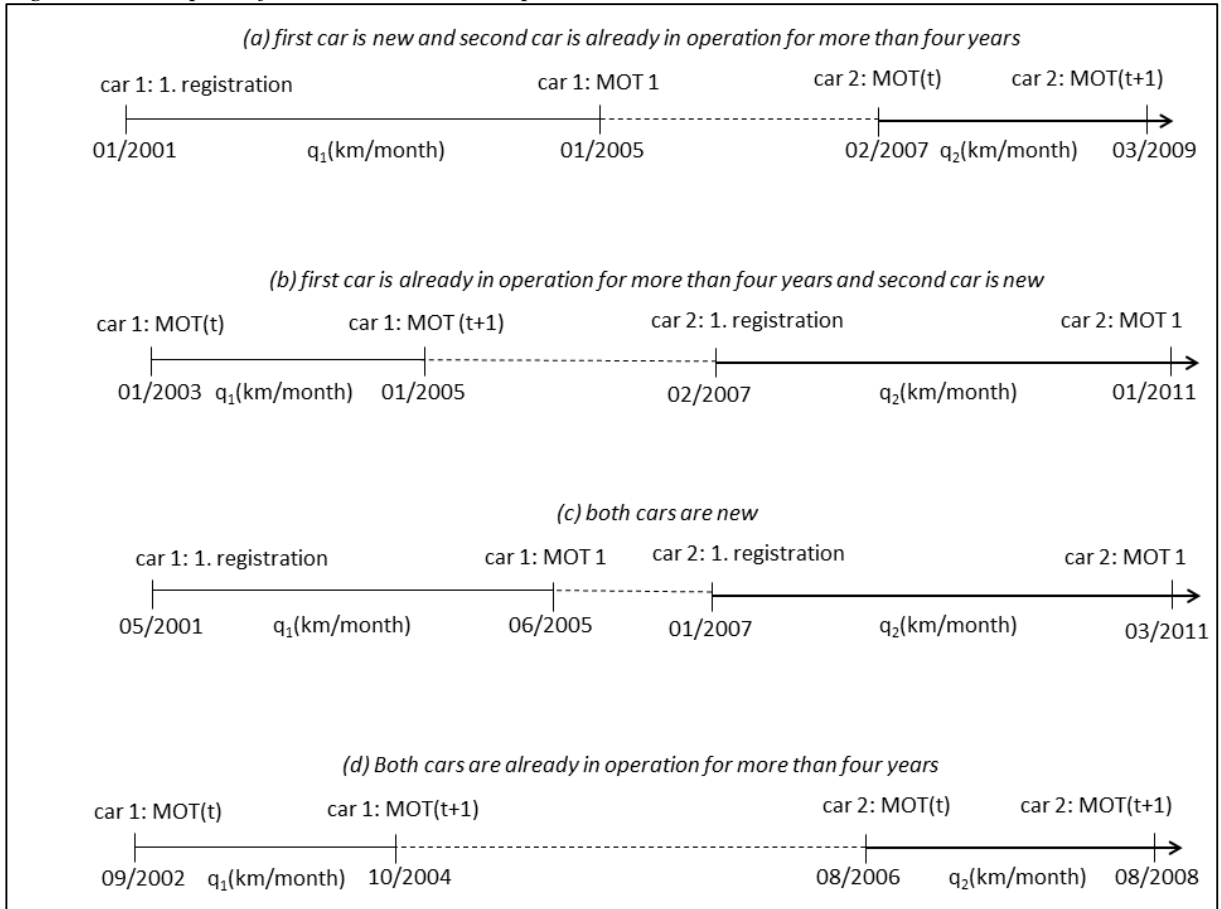 (a) first car is new and second car is already in operation for more than four years
car 1: 1. registration car 1: MOT 1 car 2: MOT(t) car 2: MOT(t+1)
01/2001 q₁(km/month) 01/2005 02/2007 q₂(km/month) 03/2009
(b) first car is already in operation for more than four years and second car is new
car 1: MOT(t) car 1: MOT (t+1) car 2: 1. registration car 2: MOT 1
01/2003 q₁(km/month) 01/2005 02/2007 q₂(km/month) 01/2011
(c) both cars are new
car 1: 1. registration car 1: MOT 1 car 2: 1. registration car 2: MOT 1
05/2001 q₁(km/month) 06/2005 01/2007 q₂(km/month) 03/2011
(d) Both cars are already in operation for more than four years
car 1: MOT(t) car 1: MOT(t+1) car 2: MOT(t) car 2: MOT(t+1)
09/2002 q₁(km/month) 10/2004 08/2006 q₂(km/month) 08/2008